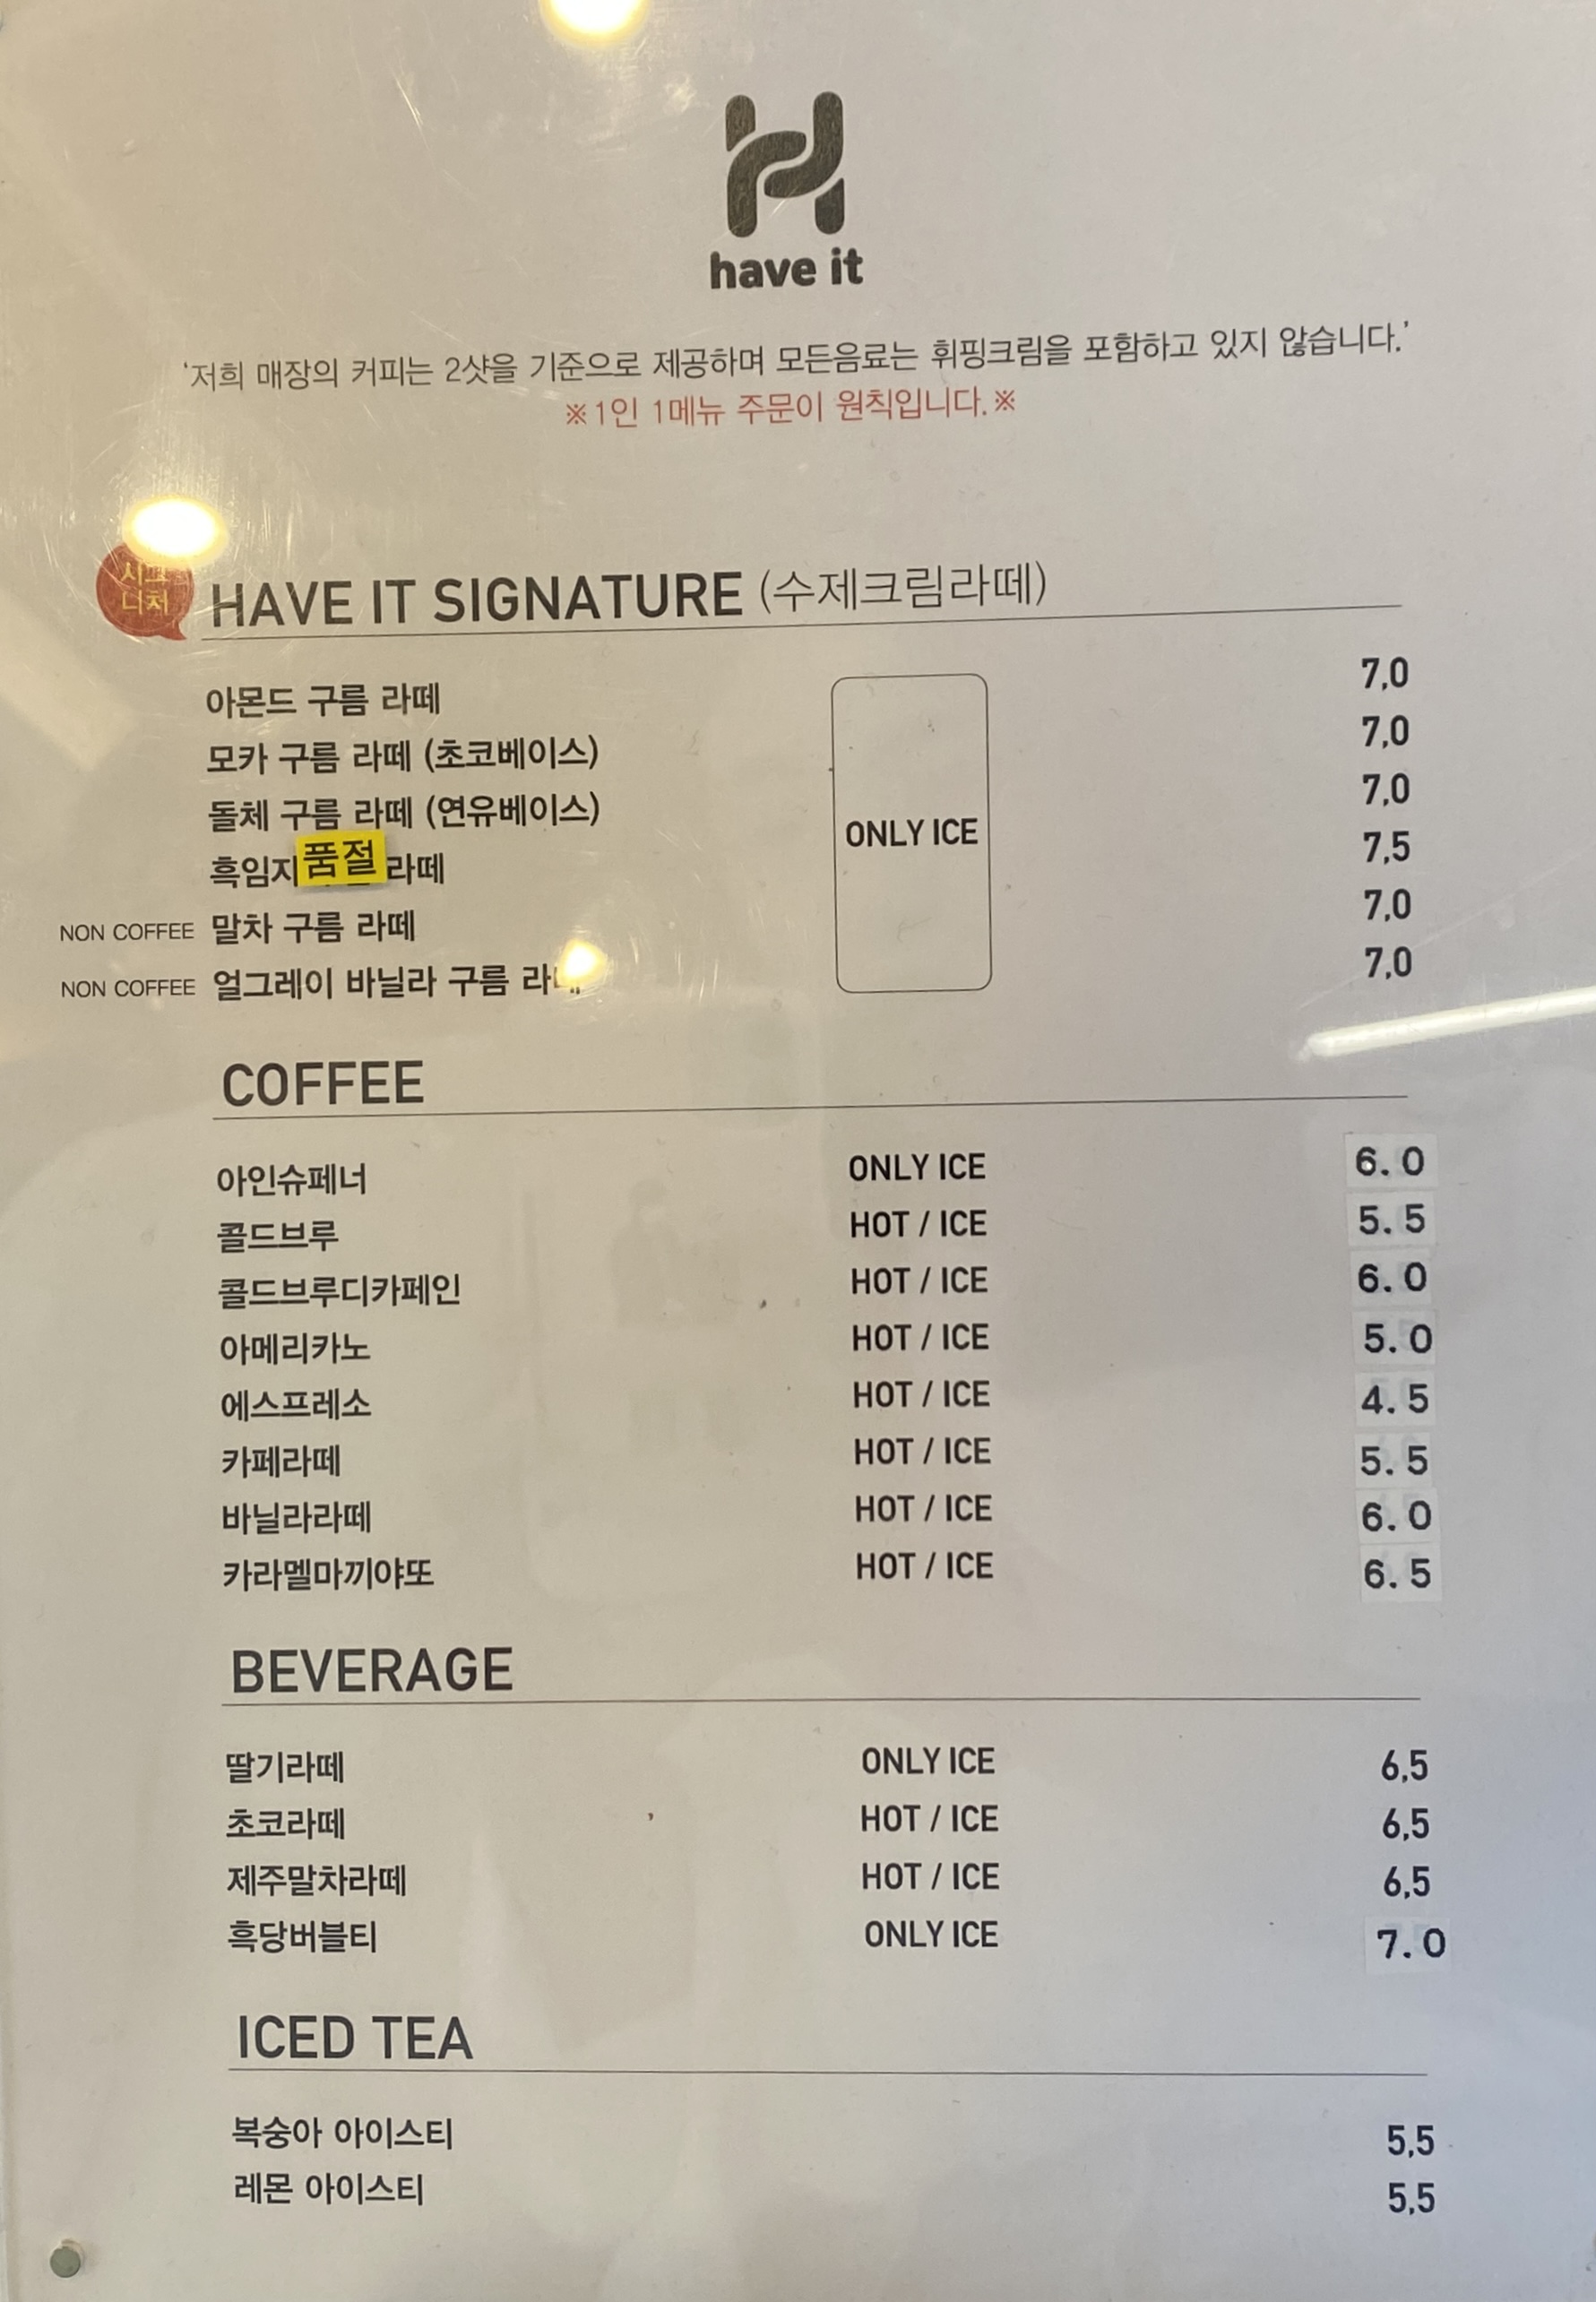 have it
'저희 매장의 커피는 2샷을 기준으로 제공하며 모든음료는 휘핑크림을 포함하고 있지 않습니다.'
※1인 1메뉴 주문이 원칙입니다.※
시그
니처
HAVE IT SIGNATURE (수제크림라떼)
아몬드 구름 라떼 7,0
모카 구름 라떼 (초코베이스) 7,0
돌체 구름 라떼 (연유베이스) 7,0
ONLY ICE
흑임자 품절 라떼 7,5
NON COFFEE 말차 구름 라떼 7,0
NON COFFEE 얼그레이 바닐라 구름 7,0
COFFEE
아인슈페너 ONLY ICE 6.0
콜드브루 HOT / ICE 5.5
콜드브루디카페인 HOT / ICE 6.0
아메리카노 HOT / ICE 5.0
에스프레소 HOT / ICE 4.5
카페라떼 HOT / ICE 5.5
바닐라라떼 HOT / ICE 6.0
카라멜마끼야또 HOT / ICE 6.5
BEVERAGE
딸기라떼 ONLY ICE 6,5
초코라떼 HOT / ICE 6,5
제주말차라떼 HOT / ICE 6,5
흑당버블티 ONLY ICE 7.0
ICED TEA
복숭아 아이스티 5,5
레몬 아이스티 5,5